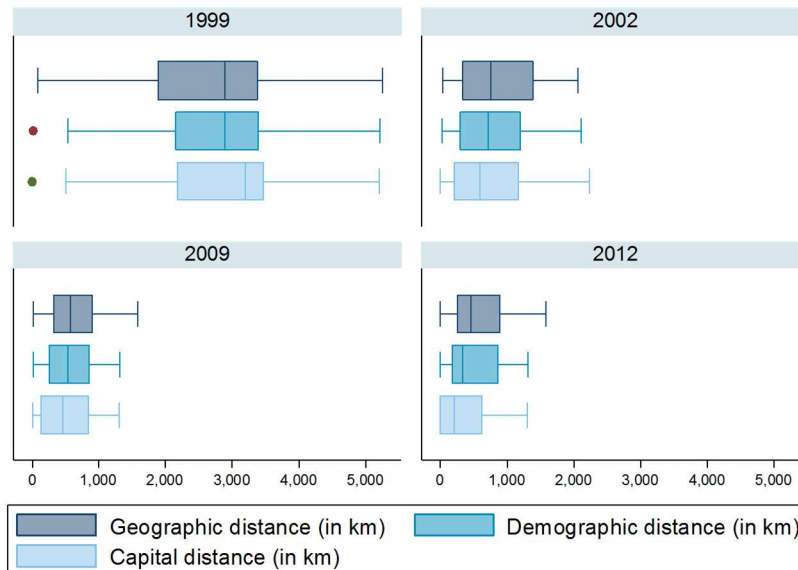 1999
2002
2009
2012
0 1,000 2,000 3,000 4,000 5,000
0 1,000 2,000 3,000 4,000 5,000
Geographic distance (in km)
Demographic distance (in km)
Capital distance (in km)